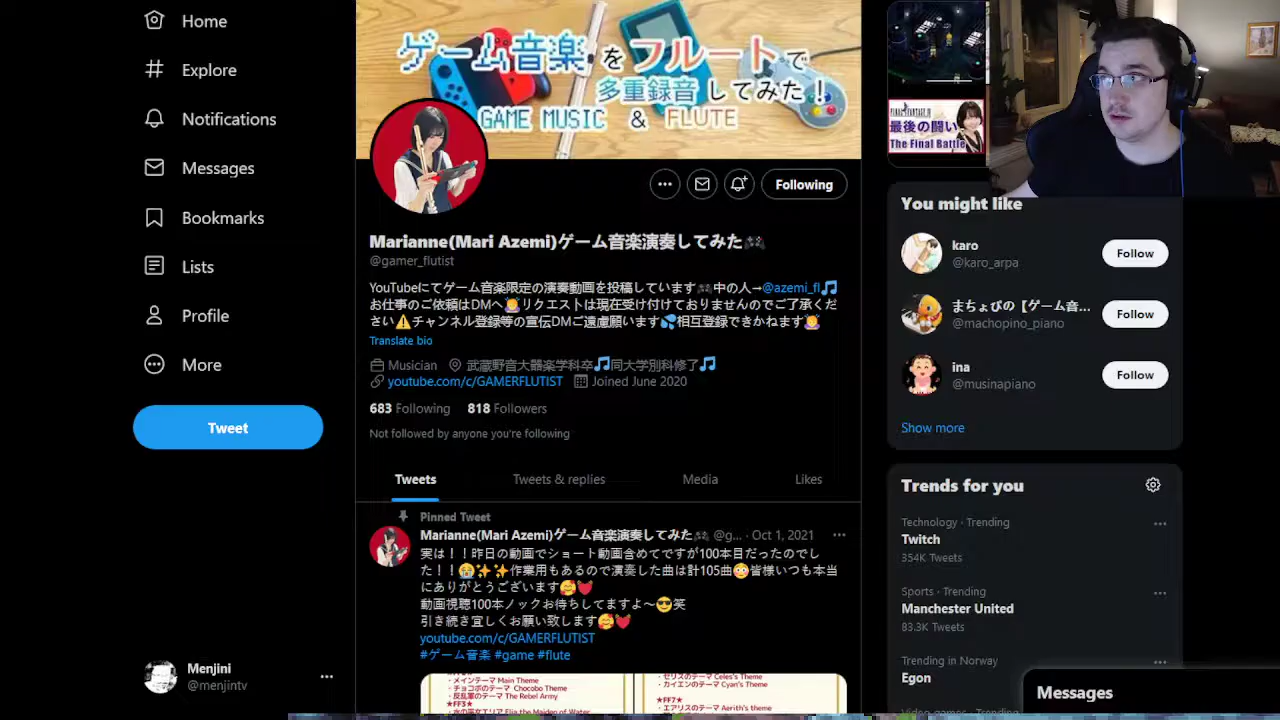 Home
Explore
Notifications
Messages
Bookmarks
Lists
Profile
More
Tweet
Menjini
@menjintv
ゲーム音楽をフルートで
多重録音してみた！
GAME MUSIC & FLUTE
Following
Marianne(Mari Azemi)ゲーム音楽演奏してみた🎮
@gamer_flutist
YouTubeにてゲーム音楽限定の演奏動画を投稿しています🎮中の人→@azemi_fl🎵
お仕事のご依頼はDMへ🙇リクエストは現在受け付けておりませんのでご了承くだ
さい⚠️チャンネル登録等の宣伝DMご遠慮願います💦相互登録できかねます🙇
Translate bio
Musician 武蔵野音大器楽学科卒🎵同大学別科修了🎵
youtube.com/c/GAMERFLUTIST Joined June 2020
683 Following 818 Followers
Not followed by anyone you're following
Tweets Tweets & replies Media Likes
Pinned Tweet
Marianne(Mari Azemi)ゲーム音楽演奏してみた🎮 @g... · Oct 1, 2021
実は！！昨日の動画でショート動画含めてですが100本目だったのでし
た！！😭✨✨作業用もあるので演奏した曲は計105曲😳皆様いつも本当
にありがとうございます🥰💓
動画視聴100本ノックお待ちしてますよ〜😎笑
引き続き宜しくお願い致します🥰💓
youtube.com/c/GAMERFLUTIST
#ゲーム音楽 #game #flute
・メインテーマ Main Theme
・チョコボのテーマ Chocobo Theme
・反乱軍のテーマ The Rebel Army
★FF3★
・セリスのテーマ Celes's Theme
・カイエンのテーマ Cyan's Theme
★FF7★
・エアリスのテーマ Aerith's theme
FINAL FANTASY IV
最後の闘い
The Final Battle
You might like
karo
@karo_arpa
Follow
まちょぴの【ゲーム音...
@machopino_piano
Follow
ina
@musinapiano
Follow
Show more
Trends for you
Technology · Trending
Twitch
354K Tweets
Sports · Trending
Manchester United
83.3K Tweets
Trending in Norway
Egon
Video games · Trending
Messages